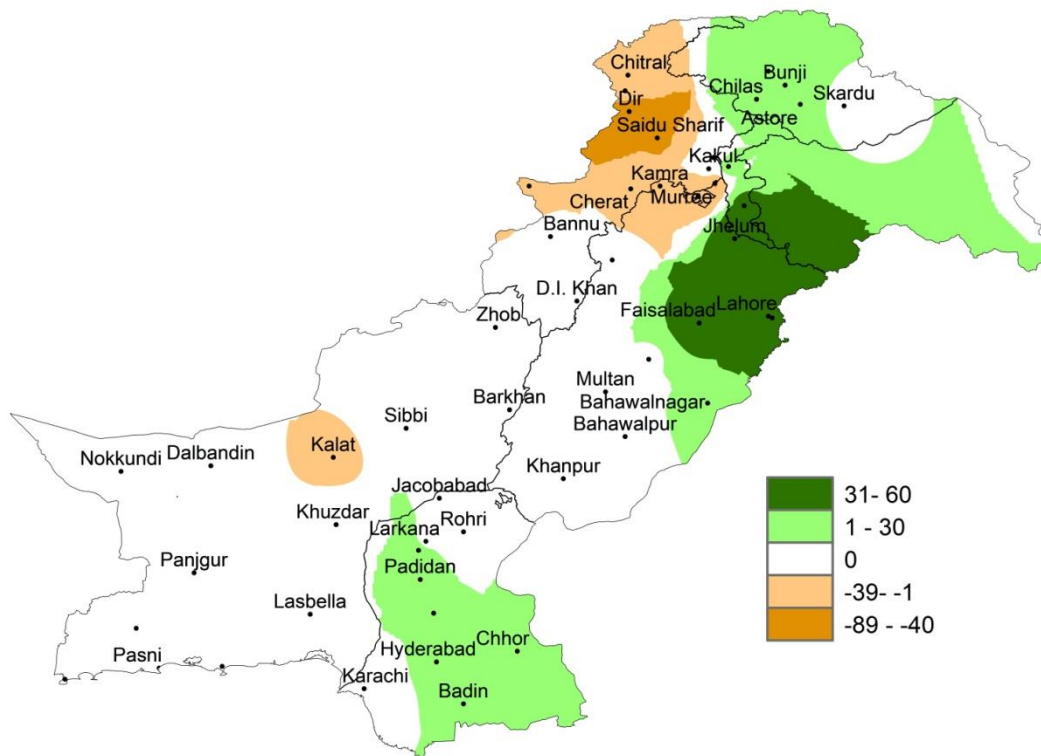 Chitral
Bunji
Chilas
Skardu
Dir
Astore
Saidu Sharif
Kakul
Kamra
Cherat
Murree
Jhelum
Bannu
D.I. Khan
Faisalabad
Lahore
Zhob
Multan
Barkhan
Bahawalnagar
Sibbi
Bahawalpur
Kalat
Dalbandin
Nokkundi
Khanpur
Jacobabad
31- 60
Khuzdar
Rohri
Larkana
1 - 30
0
Panjgur
Padidan
-39- -1
Lasbella
-89 - -40
Chhor
Hyderabad
Pasni
Karachi
Badin